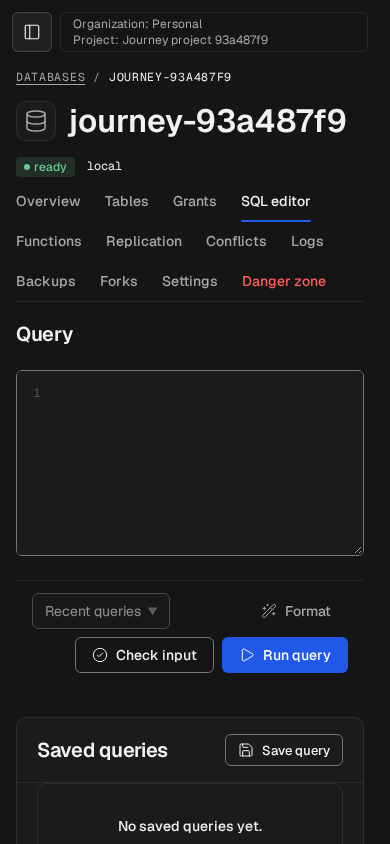 Organization: Personal
Project: Journey project 93a487f9
DATABASES / JOURNEY-93A487F9
journey-93a487f9
ready local
Overview Tables Grants SQL editor
Functions Replication Conflicts Logs
Backups Forks Settings Danger zone
Query
1
Recent queries ▼ Format
Check input Run query
Saved queries Save query
No saved queries yet.